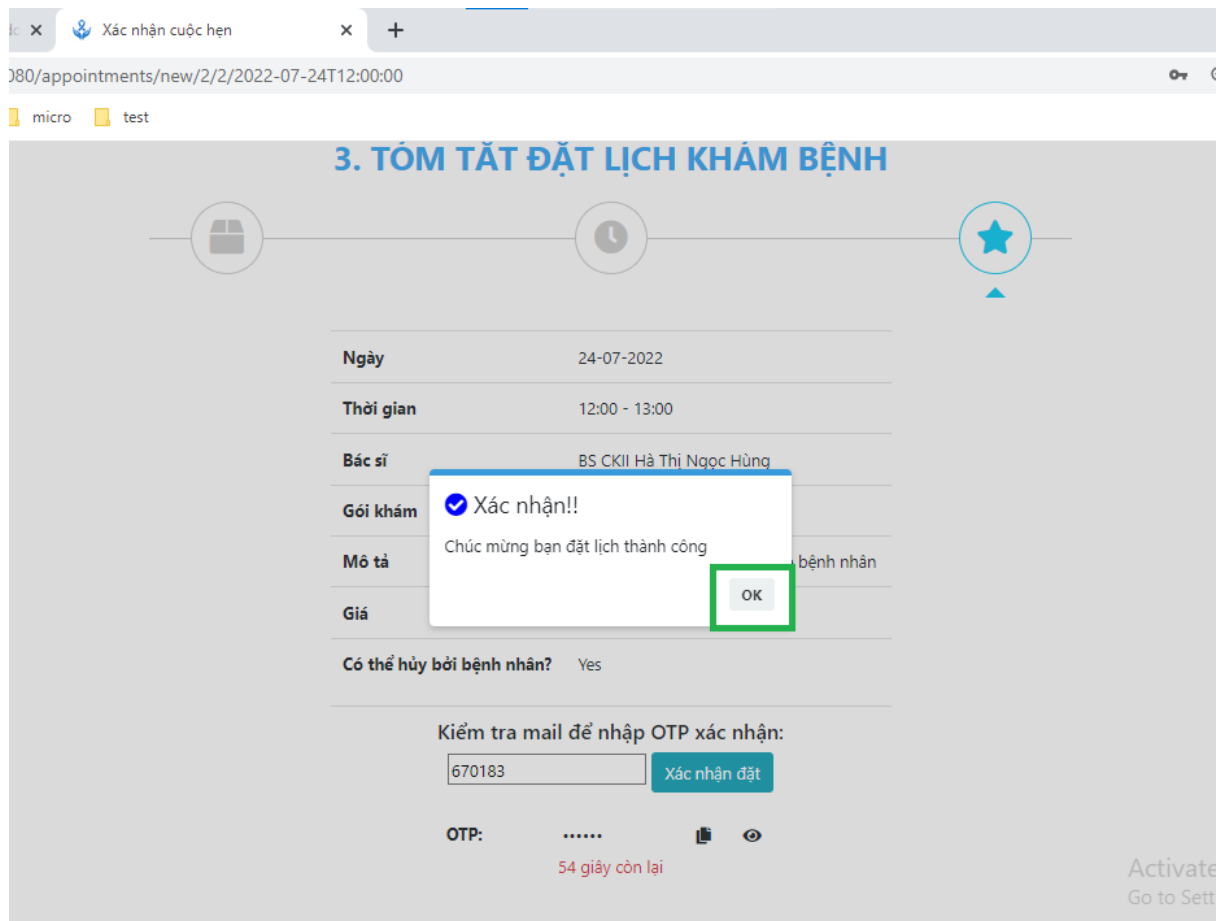 Xác nhận cuộc hẹn
080/appointments/new/2/2/2022-07-24T12:00:00
micro test
3. TÓM TẮT ĐẶT LỊCH KHÁM BỆNH
Ngày 24-07-2022
Thời gian 12:00 - 13:00
Bác sĩ BS CKII Hà Thị Ngọc Hùng
Gói khám
Xác nhận!!
Chúc mừng bạn đặt lịch thành công
Mô tả bệnh nhân
OK
Giá
Có thể hủy bởi bệnh nhân? Yes
Kiểm tra mail để nhập OTP xác nhận:
670183 Xác nhận đặt
OTP: ••••••
54 giây còn lại
Activate
Go to Sett